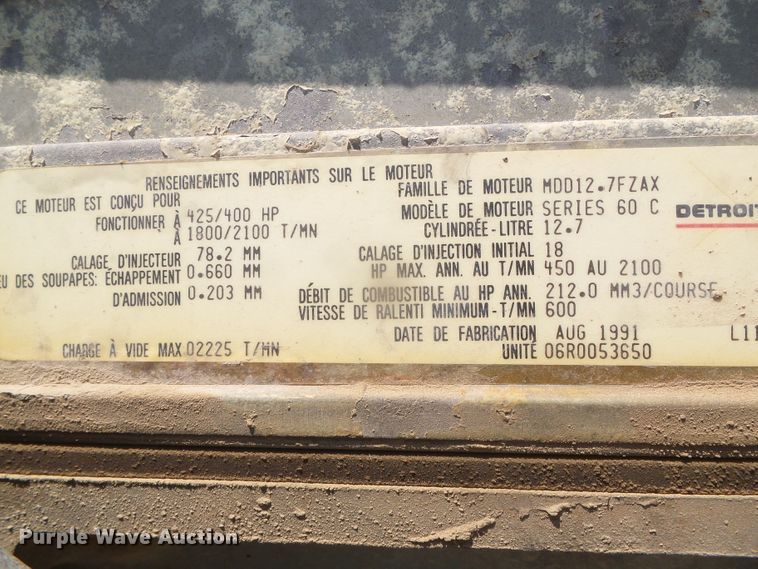 RENSEIGNEMENTS IMPORTANTS SUR LE MOTEUR
CE MOTEUR EST CONÇU POUR
FONCTIONNER À 425/400 HP
À 1800/2100 T/MN
CALAGE D'INJECTEUR 78.2 MM
EU DES SOUPAPES: ÉCHAPPEMENT 0.660 MM
D'ADMISSION 0.203 MM
CHARGE À VIDE MAX 02225 T/MN
FAMILLE DE MOTEUR MDD12.7FZAX
MODÈLE DE MOTEUR SERIES 60 C
CYLINDRÉE-LITRE 12.7
CALAGE D'INJECTION INITIAL 18
HP MAX. ANN. AU T/MN 450 AU 2100
DÉBIT DE COMBUSTIBLE AU HP ANN. 212.0 MM3/COURSE
VITESSE DE RALENTI MINIMUM-T/MN 600
DATE DE FABRICATION AUG 1991
UNITÉ 06R0053650
DETROIT
L11
Purple Wave Auction